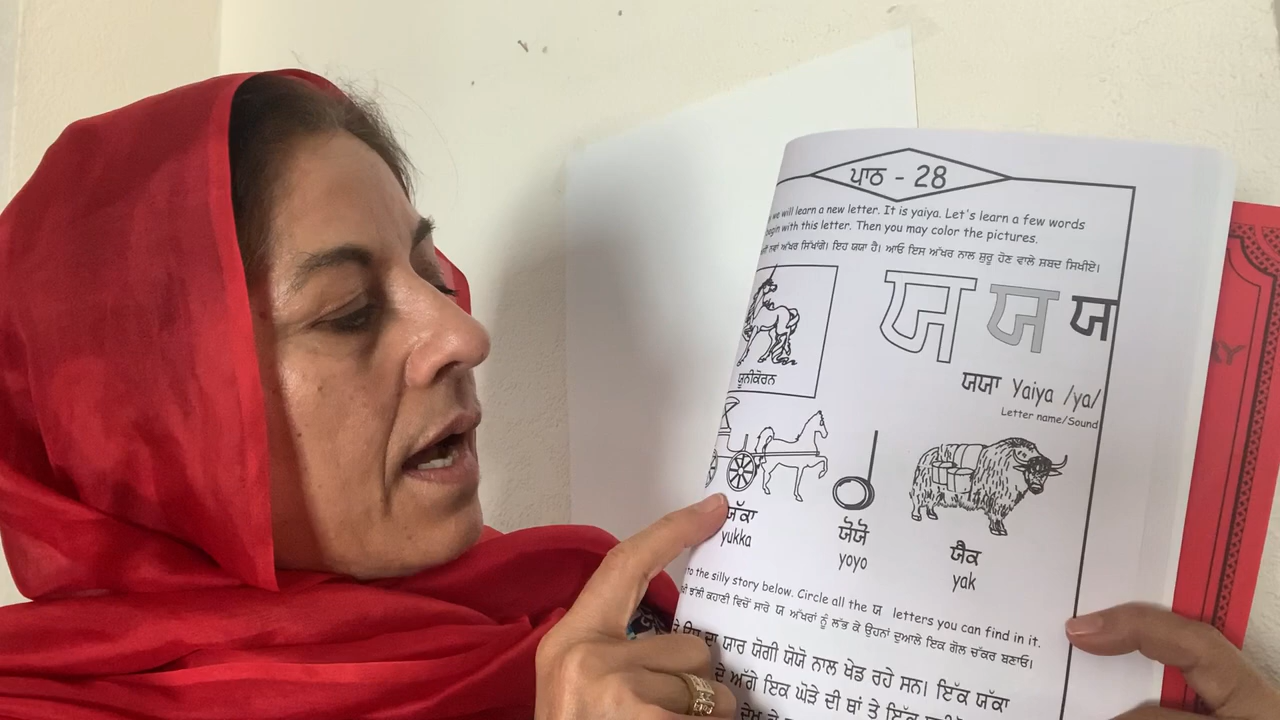 ਪਾਠ - 28
we will learn a new letter. It is yaiya. Let's learn a few words
with this letter. Then you may color the pictures.
ਨਵਾਂ ਅੱਖਰ ਸਿੱਖਾਂਗੇ। ਇਹ ਯਯਾ ਹੈ। ਆਓ ਇਸ ਅੱਖਰ ਨਾਲ ਸ਼ੁਰੂ ਹੋਣ ਵਾਲੇ ਸ਼ਬਦ ਸਿਖੀਏ।
ਯ ਯ ਯ
ਯੂਨੀਕੋਰਨ
ਯਯਾ Yaiya /ya/
Letter name/Sound
ਯੱਕਾ
yukka
ਯੋਯੋ
yoyo
ਯੈਕ
yak
to the silly story below. Circle all the ਯ letters you can find in it.
ਝੱਲੀ ਕਹਾਣੀ ਵਿਚੋਂ ਸਾਰੇ ਯ ਅੱਖਰਾਂ ਨੂੰ ਲੱਭ ਕੇ ਉਹਨਾਂ ਦੁਆਲੇ ਇਕ ਗੋਲ ਚੱਕਰ ਬਣਾਓ।
ਦਾ ਯਾਰ ਯੋਗੀ ਯੋਯੋ ਨਾਲ ਖੇਡ ਰਹੇ ਸਨ। ਇੱਕ ਯੱਕਾ
ਦੇ ਅੱਗੇ ਇਕ ਘੋੜੇ ਦੀ ਥਾਂ ਤੇ ਇੱਕ